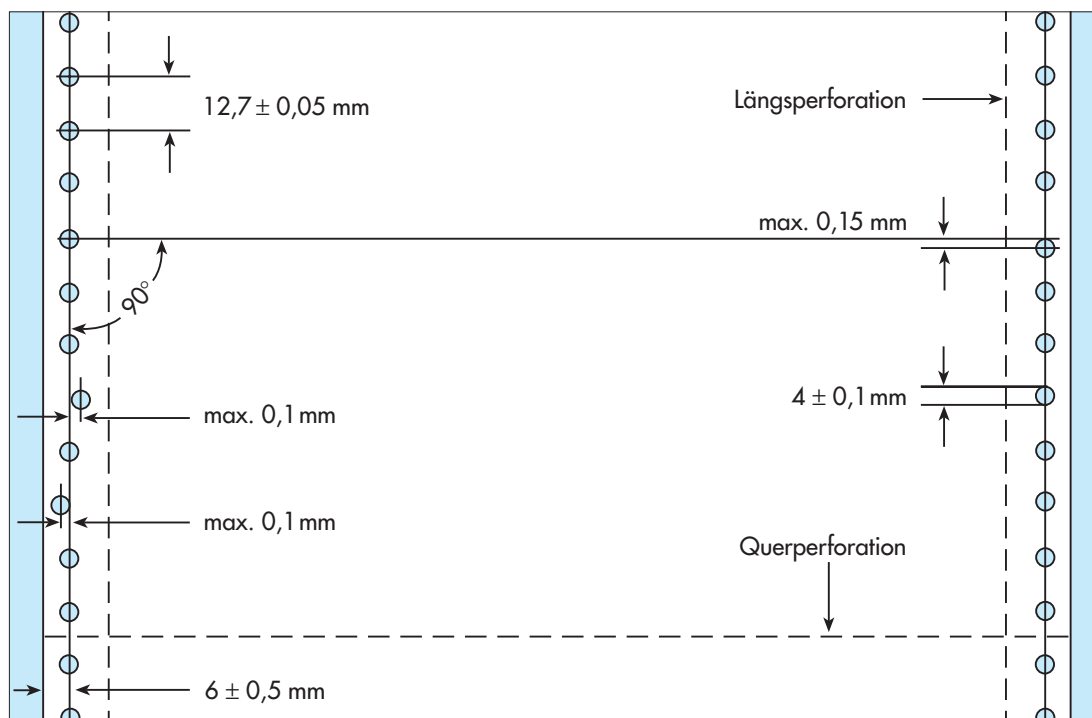 12,7 ± 0,05 mm
Längsperforation
max. 0,15 mm
90°
4 ± 0,1 mm
max. 0,1 mm
max. 0,1 mm
Querperforation
6 ± 0,5 mm